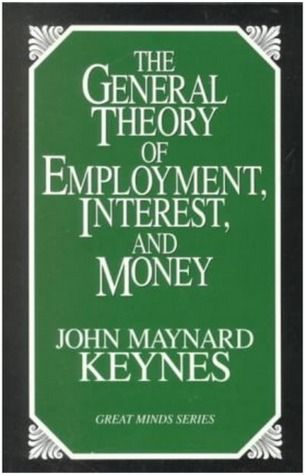 THE
GENERAL
THEORY
OF
EMPLOYMENT,
INTEREST,
AND
MONEY
JOHN MAYNARD
KEYNES
GREAT MINDS SERIES